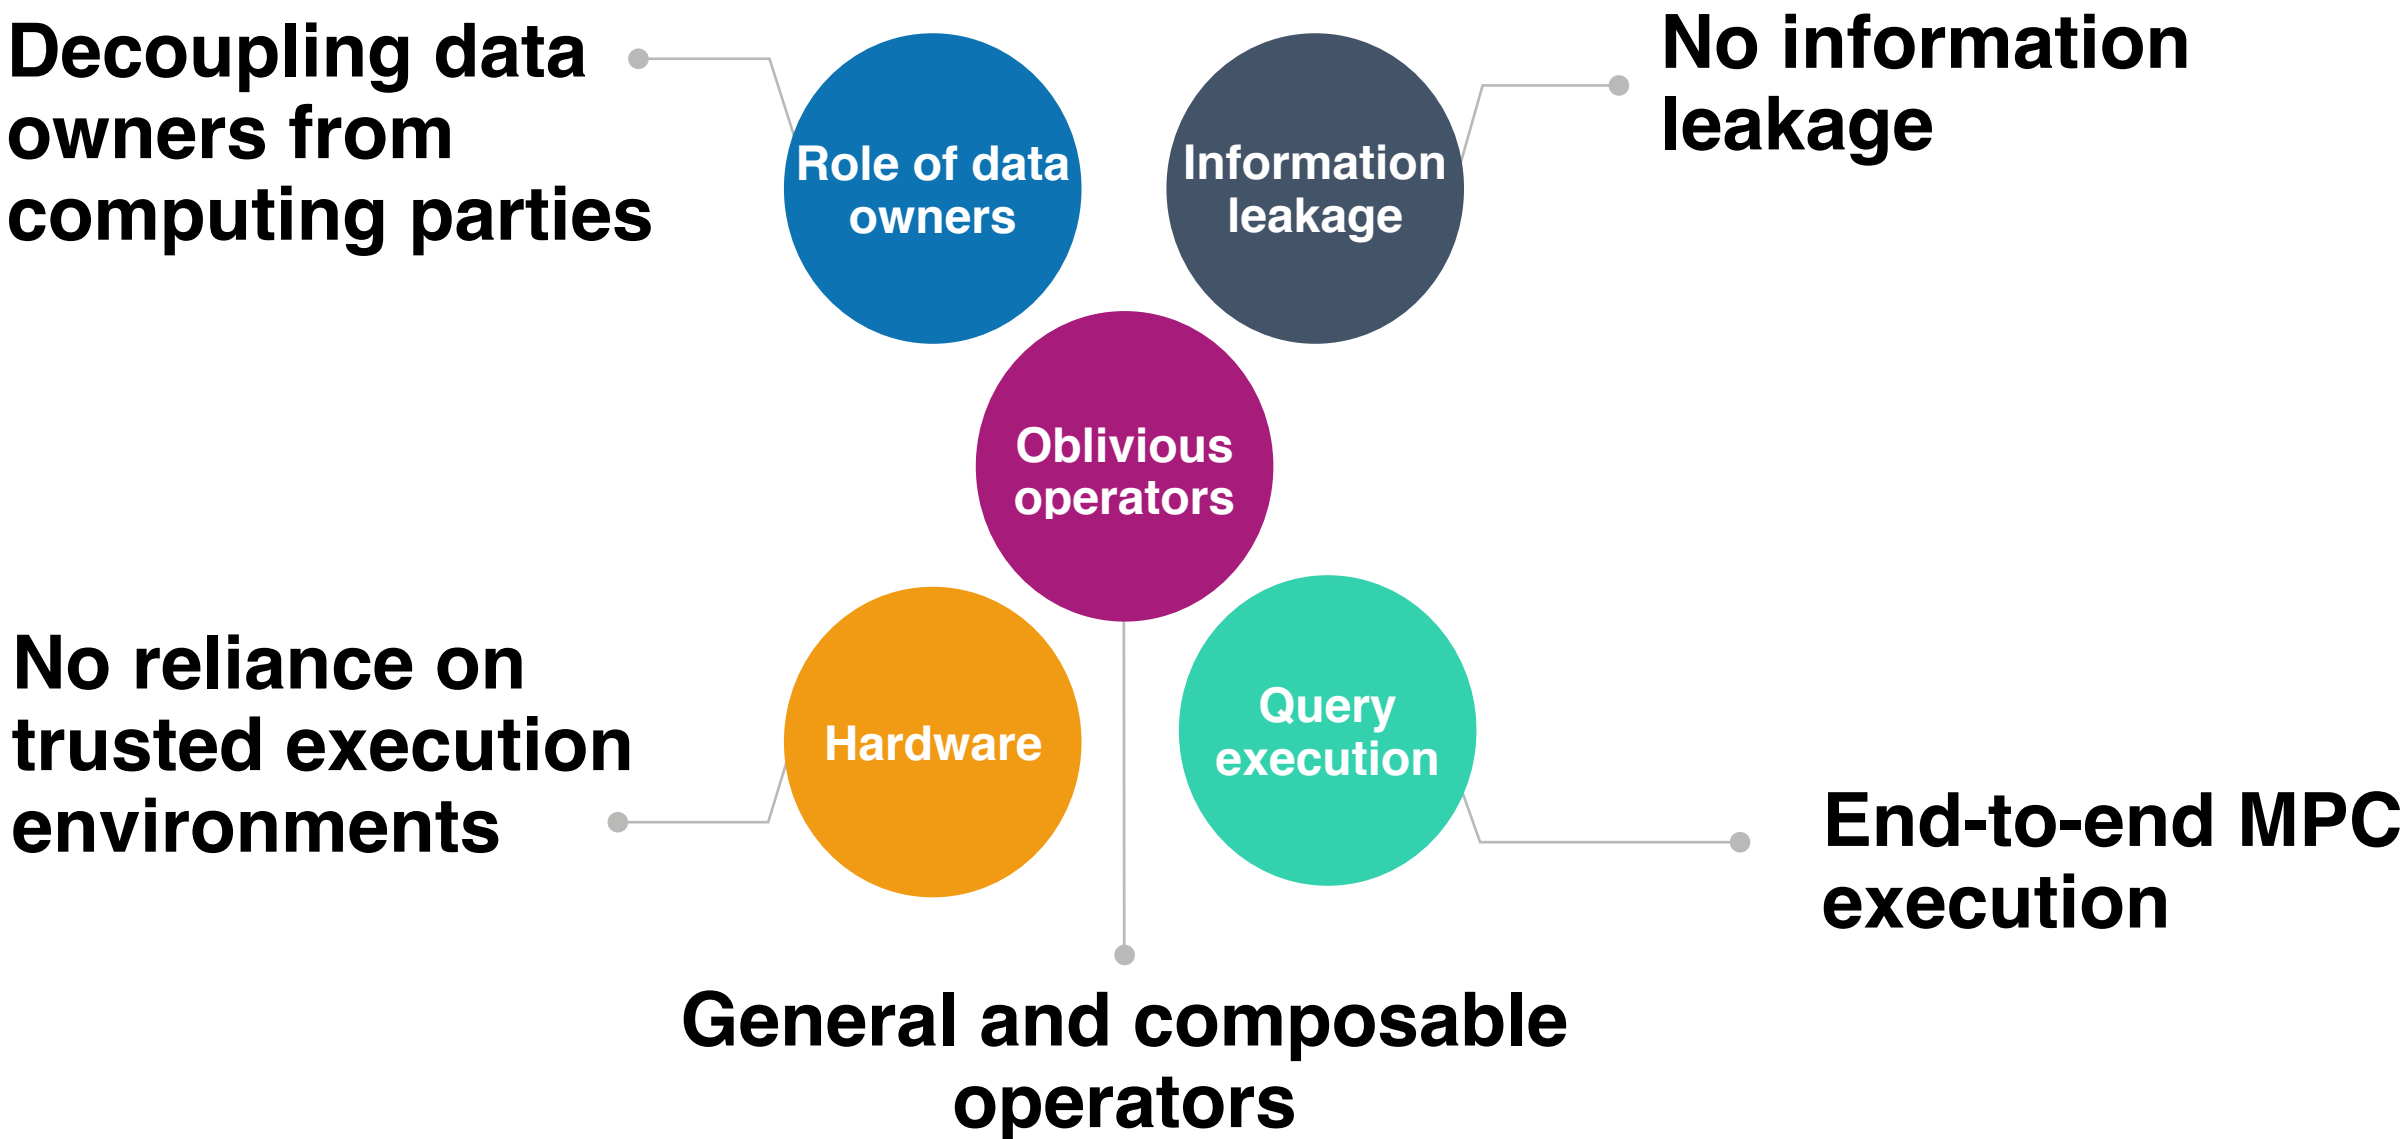 Decoupling data
owners from
computing parties
Role of data
owners
Information
leakage
No information
leakage
Oblivious
operators
No reliance on
trusted execution
environments
Hardware
Query
execution
End-to-end MPC
execution
General and composable
operators